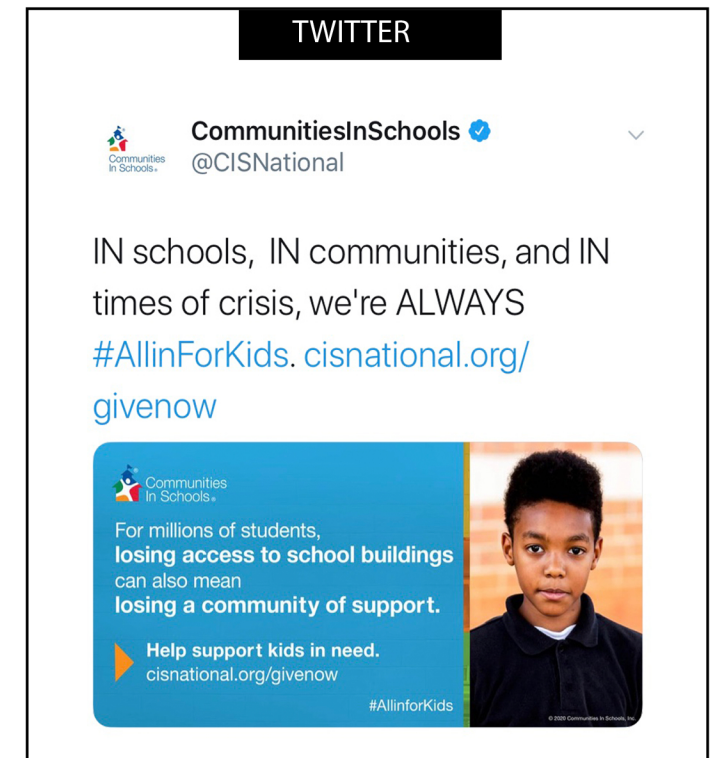 TWITTER
CommunitiesInSchools
@CISNational
Communities
In Schools®
IN schools,  IN communities, and IN
times of crisis, we're ALWAYS
#AllinForKids. cisnational.org/
givenow
Communities
In Schools®
For millions of students,
losing access to school buildings
can also mean
losing a community of support.
Help support kids in need.
cisnational.org/givenow
#AllinforKids
© 2020 Communities In Schools, Inc.